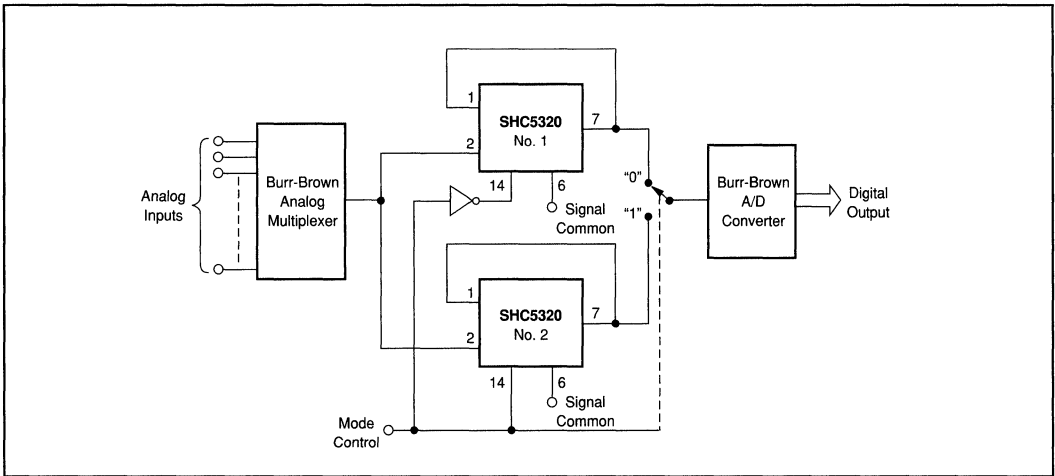 Analog
Inputs
Burr-Brown
Analog
Multiplexer
1
SHC5320
No. 1
7
2
14
6
Signal
Common
"0"
"1"
Burr-Brown
A/D
Converter
Digital
Output
1
SHC5320
No. 2
7
2
14
6
Signal
Common
Mode
Control